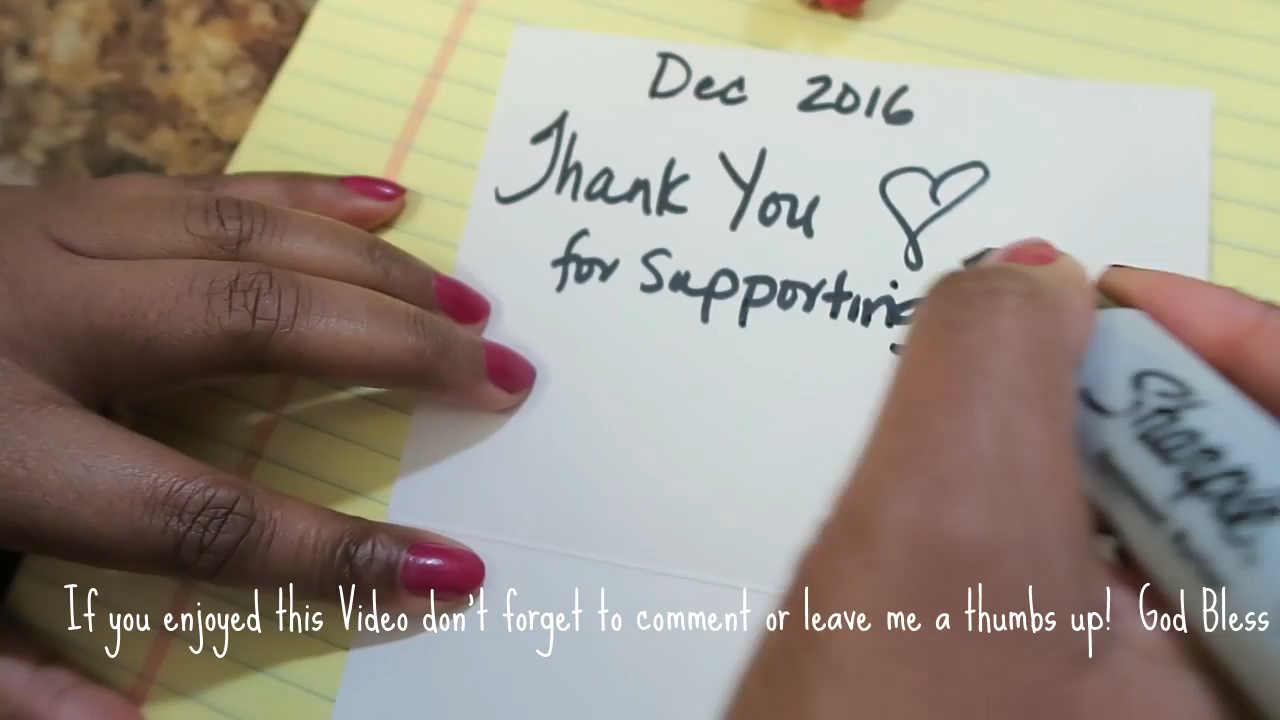 Dec 2016
Thank You
for Supporting
Sharpie
If you enjoyed this Video don't forget to comment or leave me a thumbs up! God Bless